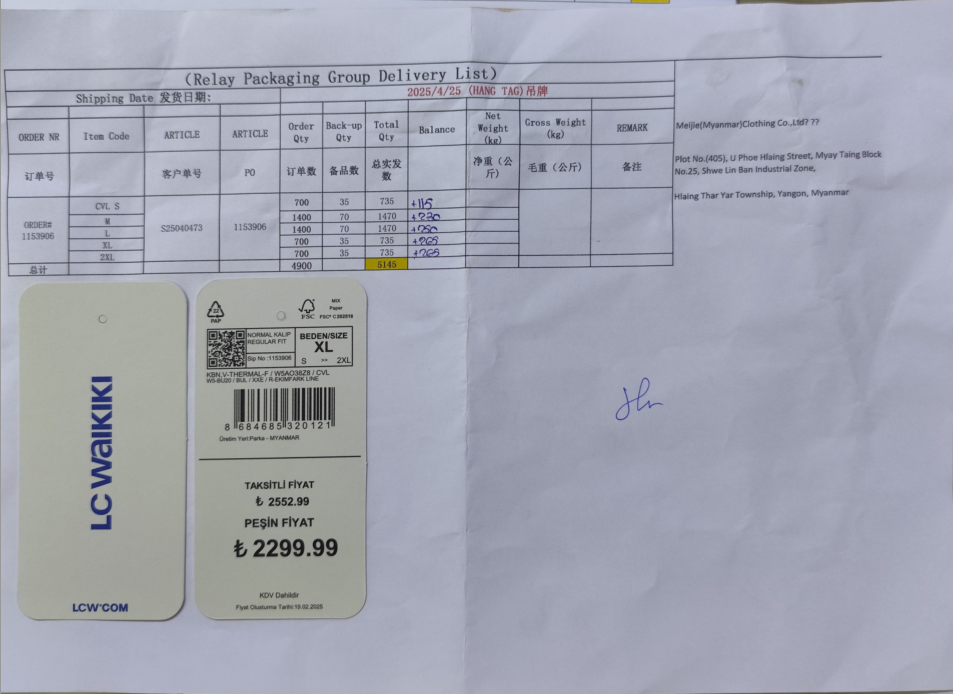 (Relay Packaging Group Delivery List)
Shipping Date 发货日期: 2025/4/25 (HANG TAG)吊牌
ORDER NR Item Code ARTICLE ARTICLE Order Qty Back-up Qty Total Qty Balance Net Weight (kg) Gross Weight (kg) REMARK
订单号 客户单号 PO 订单数 备品数 总实发数 净重（公斤） 毛重（公斤） 备注
ORDER# 1153906 S25040473 1153906
CVL S 700 35 735 +115
M 1400 70 1470 +230
L 1400 70 1470
XL 700 35 735 +265
2XL 700 35 735 +265
总计 4900 5145
Meijie(Myanmar)Clothing Co.,Ltd? ??
Plot No.(405), U Phoe Hlaing Street, Myay Taing Block
No.25, Shwe Lin Ban Industrial Zone,
Hlaing Thar Yar Township, Yangon, Myanmar
LC WAIKIKI
LCW'COM
22
PAP
FSC
MIX
Paper
FSC® C
NORMAL KALIP
REGULAR FIT
Sip No :1153906
BEDEN/SIZE
XL
S 2XL
KBN,V-THERMAL-F / W5AO38Z8 / CVL
W5-BU20 / BUL / XXE / R-EKIMPARK LINE
8 684685 320121
Üretim Yeri:Parka - MYANMAR
TAKSİTLİ FİYAT
₺ 2552.99
PEŞİN FİYAT
₺ 2299.99
KDV Dahildir
Fiyat Olusturma Tarihi:19.02.2025